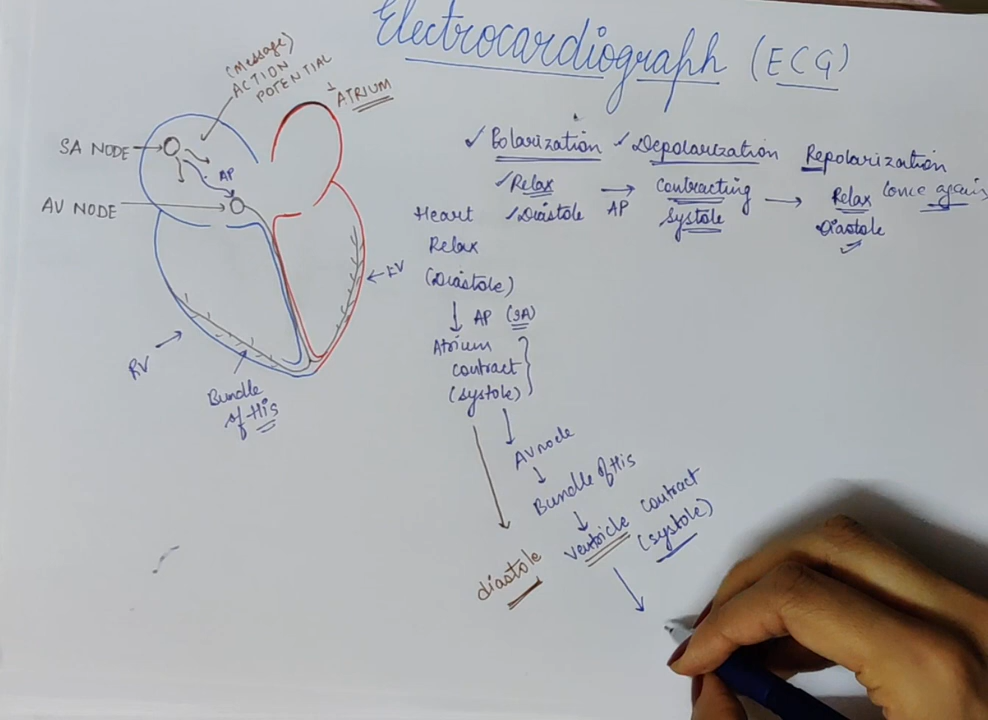 Electrocardiograph (ECG)
(Message)
ACTION
POTENTIAL
ATRIUM
SA NODE
AP
AV NODE
RV
Bundle
of His
✓ Polarization ✓ Depolarization Repolarization
✓ Relax → Contracting → Relax (once again
✓ Diastole AP Systole Diastole ✓
Heart
Relax
(Diastole)
↓ AP (SA)
Atrium
contract
(systole)
AV node
Bundle of His
Ventricle contract
(systole)
diastole